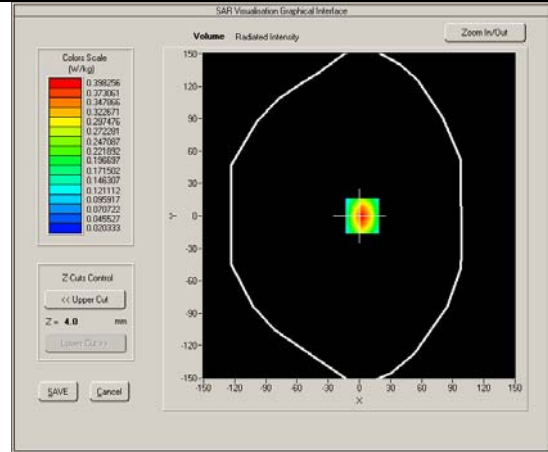 SAR Visualisation Graphical Interface
Volume Radiated Intensity
Zoom In/Out
Colors Scale
(W/kg)
0.398256
0.373061
0.347866
0.322671
0.297476
0.272281
0.247087
0.221892
0.196697
0.171502
0.146307
0.121112
0.095917
0.070722
0.045527
0.020333
Z-Cuts Control
<< Upper Cut
Z = 4.0 mm
Lower Cut >>
SAVE Cancel
150
120
90
60
30
0
-30
-60
-90
-120
-150
Y
-150 -120 -90 -60 -30 0 30 60 90 120 150
X